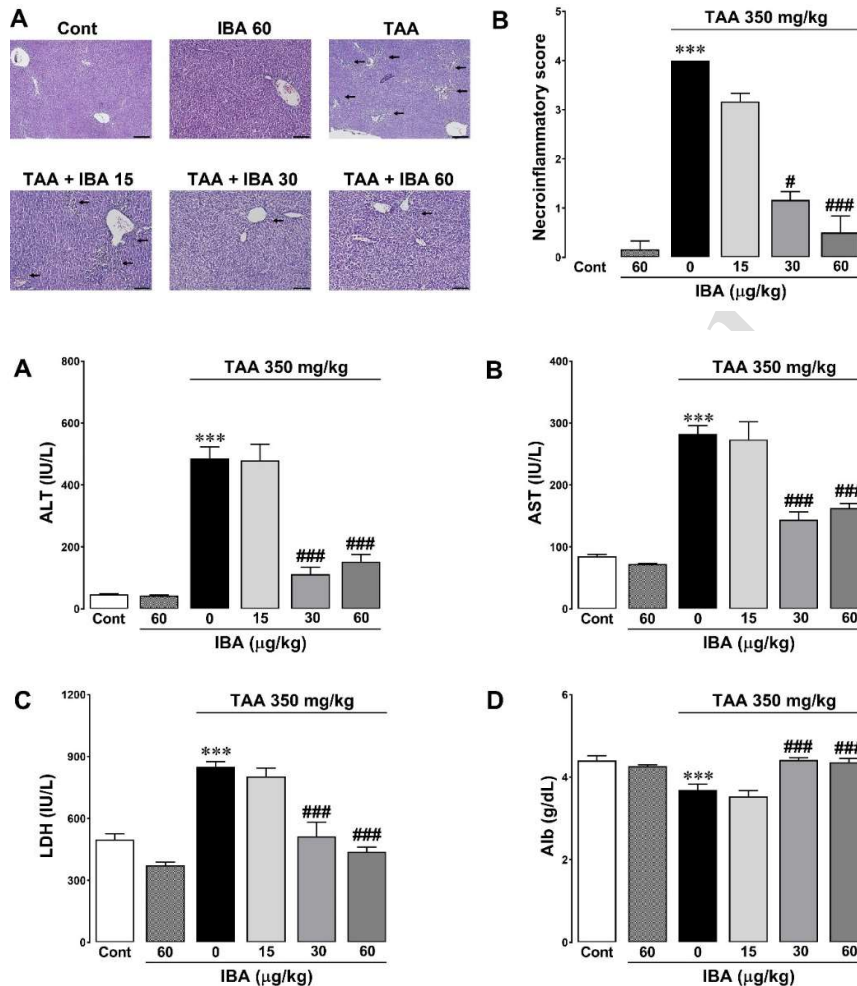 A
Cont
IBA 60
TAA
TAA + IBA 15
TAA + IBA 30
TAA + IBA 60
B
TAA 350 mg/kg
Necroinflammatory score
5
4
3
2
1
0
***
#
###
Cont 60 0 15 30 60
IBA (μg/kg)
A
TAA 350 mg/kg
ALT (IU/L)
800
600
400
200
0
***
###
###
Cont 60 0 15 30 60
IBA (μg/kg)
B
TAA 350 mg/kg
AST (IU/L)
400
300
200
100
0
***
###
###
Cont 60 0 15 30 60
IBA (μg/kg)
C
TAA 350 mg/kg
LDH (IU/L)
1200
900
600
300
0
***
###
###
Cont 60 0 15 30 60
IBA (μg/kg)
D
TAA 350 mg/kg
Alb (g/dL)
6
4
2
0
***
###
###
Cont 60 0 15 30 60
IBA (μg/kg)